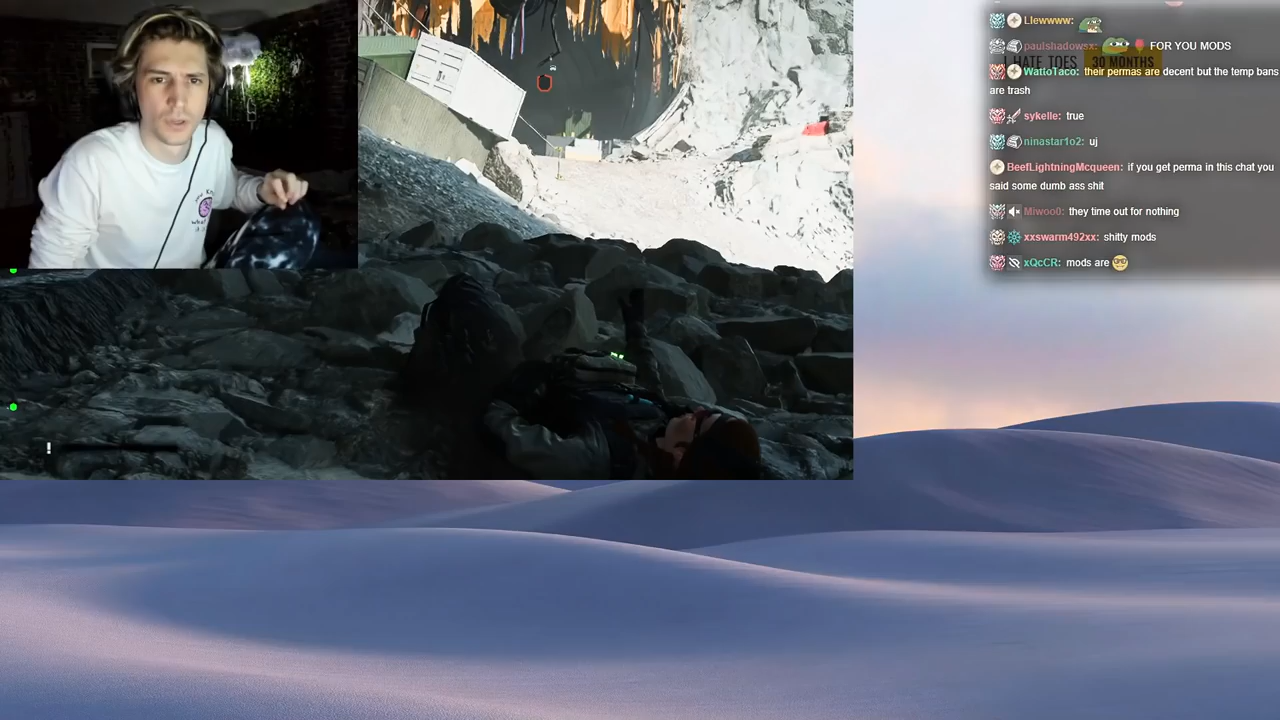 Llewwww:
paulshadowsx: FOR YOU MODS
HATE TOES 30 MONTHS
WatloTaco: their permas are decent but the temp bans
are trash
sykelle: true
ninastar1o2: uj
BeefLightningMcqueen: if you get perma in this chat you
said some dumb ass shit
Miwoo0: they time out for nothing
xxswarm492xx: shitty mods
xQcCR: mods are
!